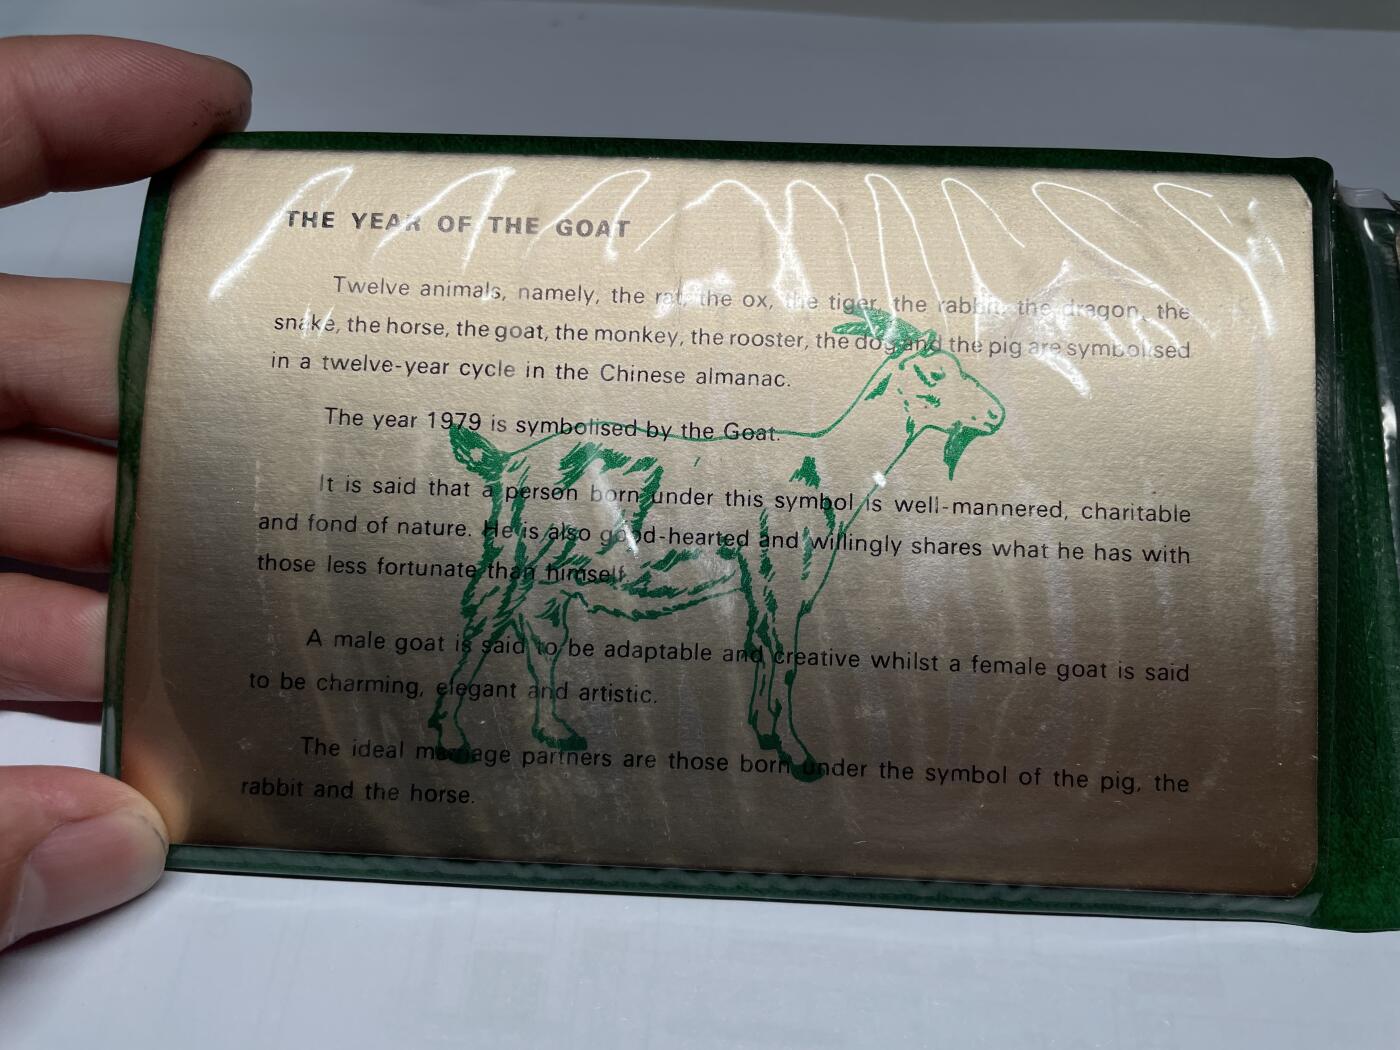 THE YEAR OF THE GOAT
Twelve animals, namely, the rat, the ox, the tiger, the rabbit, the dragon, the
snake, the horse, the goat, the monkey, the rooster, the dog and the pig are symbolised
in a twelve-year cycle in the Chinese almanac.
The year 1979 is symbolised by the Goat.
It is said that a person born under this symbol is well-mannered, charitable
and fond of nature. He is also good-hearted and willingly shares what he has with
those less fortunate than himself.
A male goat is said to be adaptable and creative whilst a female goat is said
to be charming, elegant and artistic.
The ideal marriage partners are those born under the symbol of the pig, the
rabbit and the horse.